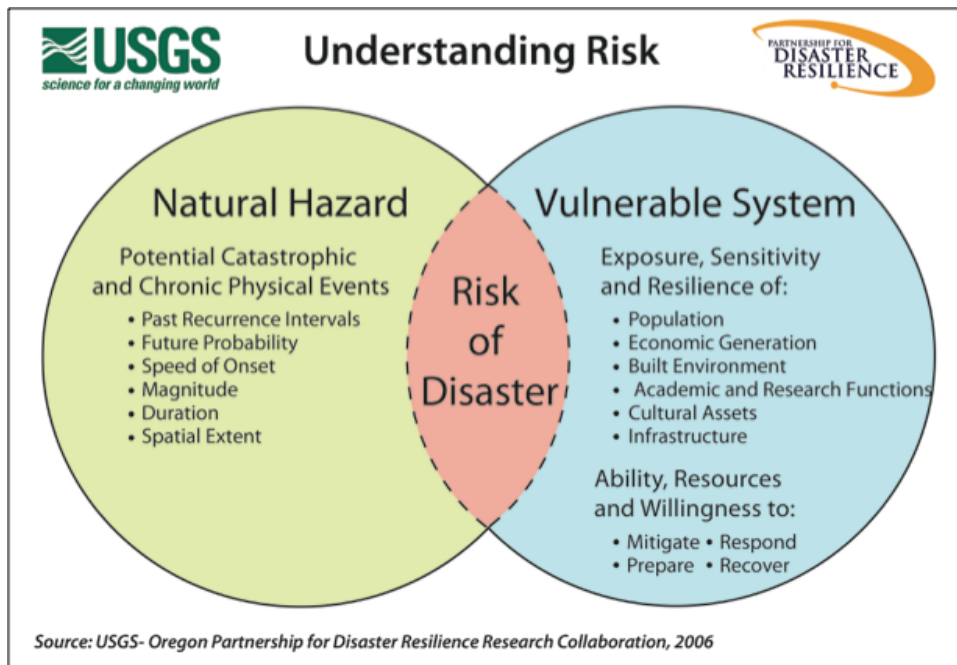 USGS
science for a changing world
Understanding Risk
PARTNERSHIP FOR
DISASTER
RESILIENCE
Natural Hazard
Potential Catastrophic
and Chronic Physical Events
• Past Recurrence Intervals
• Future Probability
• Speed of Onset
• Magnitude
• Duration
• Spatial Extent
Risk
of
Disaster
Vulnerable System
Exposure, Sensitivity
and Resilience of:
• Population
• Economic Generation
• Built Environment
• Academic and Research Functions
• Cultural Assets
• Infrastructure
Ability, Resources
and Willingness to:
• Mitigate • Respond
• Prepare • Recover
Source: USGS- Oregon Partnership for Disaster Resilience Research Collaboration, 2006